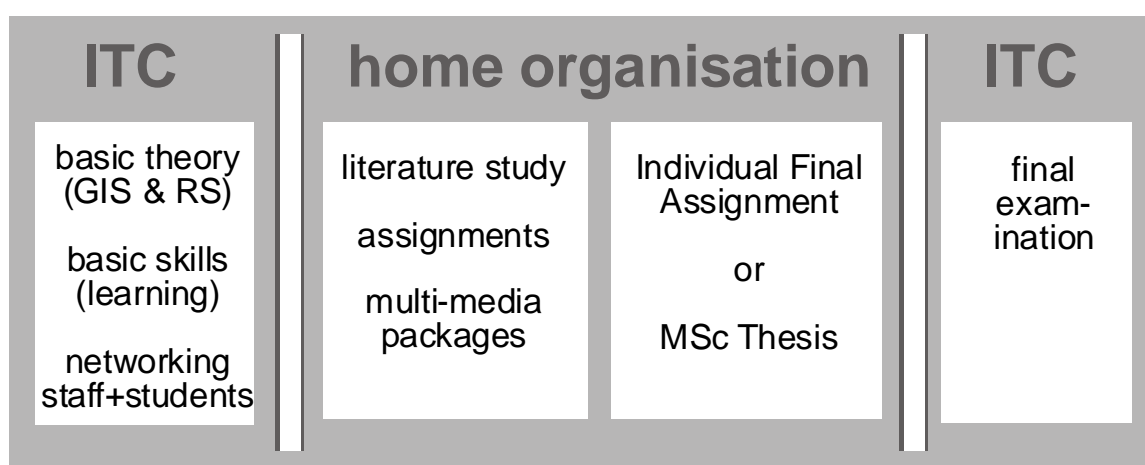 ITC
basic theory
(GIS & RS)
basic skills
(learning)
networking
staff+students
home organisation
literature study
assignments
multi-media
packages
Individual Final
Assignment
or
MSc Thesis
ITC
final
exam-
ination